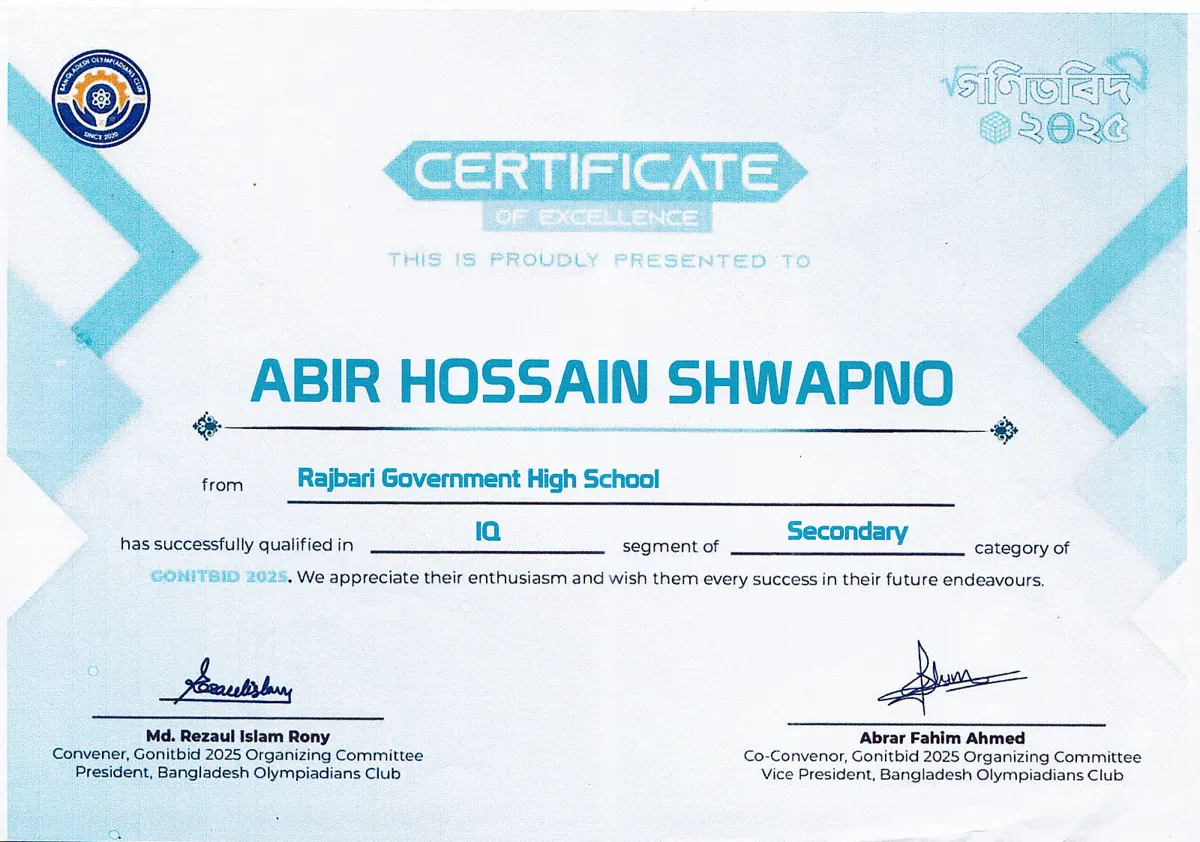 BANGLADESH OLYMPIADIANS CLUB
SINCE 2020
গণিতবিদ
২০২৫
CERTIFICATE
OF EXCELLENCE
THIS IS PROUDLY PRESENTED TO
ABIR HOSSAIN SHWAPNO
from Rajbari Government High School
has successfully qualified in IQ segment of Secondary category of
GONITBID 2025. We appreciate their enthusiasm and wish them every success in their future endeavours.
Md. Rezaul Islam Rony
Convener, Gonitbid 2025 Organizing Committee
President, Bangladesh Olympiadians Club
Abrar Fahim Ahmed
Co-Convenor, Gonitbid 2025 Organizing Committee
Vice President, Bangladesh Olympiadians Club